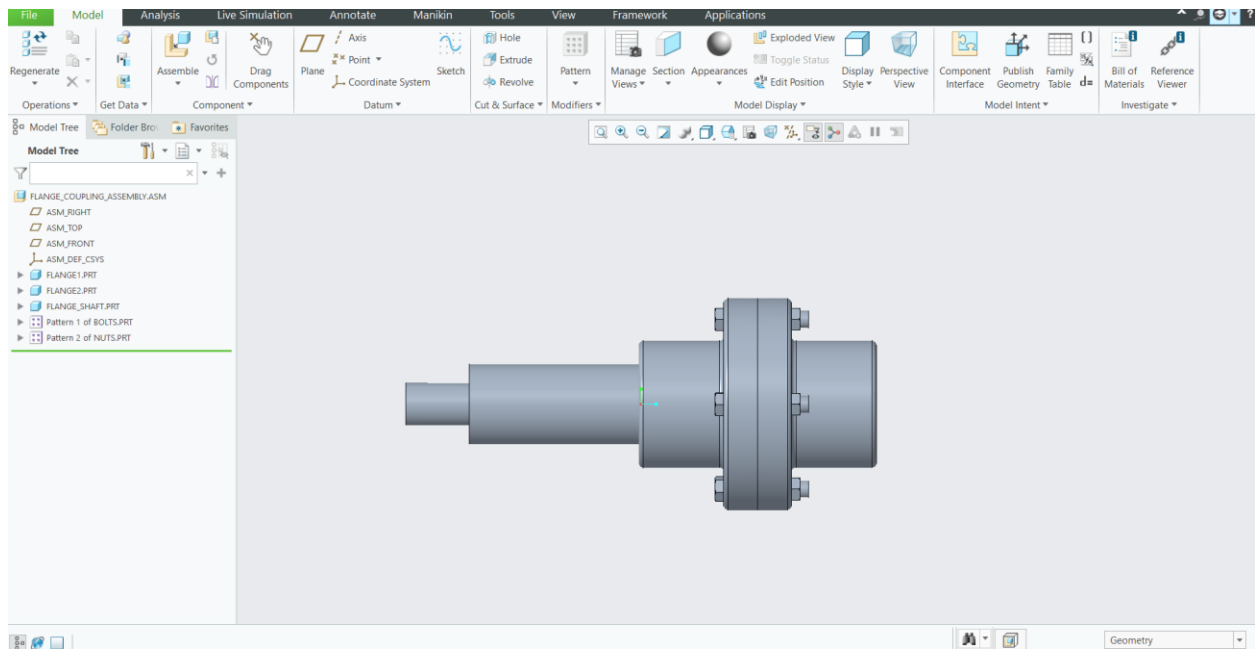 File Model Analysis Live Simulation Annotate Manikin Tools View Framework Applications
Regenerate
Operations
Get Data
Assemble
Drag Components
Component
Plane
Axis
Point
Coordinate System
Sketch
Datum
Hole
Extrude
Revolve
Cut & Surface
Pattern
Modifiers
Manage Views
Section
Appearances
Exploded View
Toggle Status
Edit Position
Display Style
Perspective View
Model Display
Component Interface
Publish Geometry
Family Table
d=
Model Intent
Bill of Materials
Reference Viewer
Investigate
Model Tree Folder Bro Favorites
Model Tree
FLANGE_COUPLING_ASSEMBLY.ASM
ASM_RIGHT
ASM_TOP
ASM_FRONT
ASM_DEF_CSYS
FLANGE1.PRT
FLANGE2.PRT
FLANGE_SHAFT.PRT
Pattern 1 of BOLTS.PRT
Pattern 2 of NUTS.PRT
Geometry